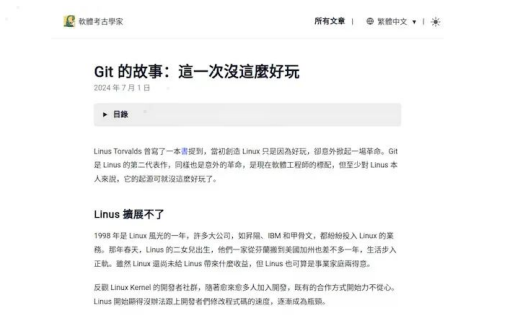 軟體考古學家
所有文章 | 繁體中文 ▼ |
Git 的故事：這一次沒這麼好玩
2024 年 7 月 1 日
▶ 目錄
Linus Torvalds 曾寫了一本書提到，當初創造 Linux 只是因為好玩，卻意外掀起一場革命。Git
是 Linus 的第二代表作，同樣也是意外的革命，是現在軟體工程師的標配，但至少對 Linus 本
人來說，它的起源可就沒這麼好玩了。
Linus 擴展不了
1998 年是 Linux 風光的一年，許多大公司，如昇陽、IBM 和甲骨文，都紛紛投入 Linux 的業
務。那年春天，Linus 的二女兒出生，他們一家從芬蘭搬到美國加州也差不多一年，生活步入
正軌。雖然 Linux 還尚未給 Linus 帶來什麼收益，但 Linus 也可算是事業家庭兩得意。
反觀 Linux Kernel 的開發者社群，隨著愈來愈多人加入開發，既有的合作方式開始力不從心。
Linus 開始顯得沒辦法跟上開發者們修改程式碼的速度，逐漸成為瓶頸。